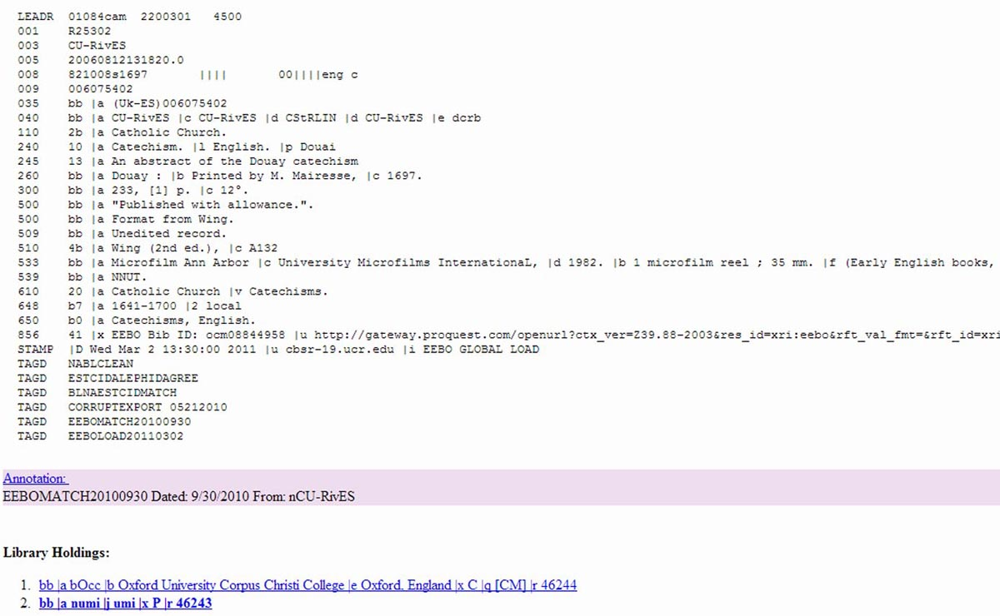 LEADR 01084cam 2200301 4500
001 R25302
003 CU-RivES
005 20060812131820.0
008 821008s1697 |||| 00||||eng c
009 006075402
035 bb |a (Uk-ES)006075402
040 bb |a CU-RivES |c CU-RivES |d CStRLIN |d CU-RivES |e dcrb
110 2b |a Catholic Church.
240 10 |a Catechism. |l English. |p Douai
245 13 |a An abstract of the Douay catechism
260 bb |a Douay : |b Printed by M. Mairesse, |c 1697.
300 bb |a 233, [1] p. |c 12°.
500 bb |a "Published with allowance.".
500 bb |a Format from Wing.
509 bb |a Unedited record.
510 4b |a Wing (2nd ed.), |c A132
533 bb |a Microfilm Ann Arbor |c University Microfilms InternationaL, |d 1982. |b 1 microfilm reel ; 35 mm. |f (Early English books,
539 bb |a NNUT.
610 20 |a Catholic Church |v Catechisms.
648 b7 |a 1641-1700 |2 local
650 b0 |a Catechisms, English.
856 41 |x EEBO Bib ID: ocm08844958 |u http://gateway.proquest.com/openurl?ctx_ver=Z39.88-2003&res_id=xri:eebo&rft_val_fmt=&rft_id=xri
STAMP |D Wed Mar 2 13:30:00 2011 |u cbsr-19.ucr.edu |i EEBO GLOBAL LOAD
TAGD NABLCLEAN
TAGD ESTCIDALEPHIDAGREE
TAGD BLNAESTCIDMATCH
TAGD CORRUPTEXPORT 05212010
TAGD EEBOMATCH20100930
TAGD EEBOLOAD20110302
Annotation:
EEBOMATCH20100930 Dated: 9/30/2010 From: nCU-RivES
Library Holdings:
1. bb |a bOcc |b Oxford University Corpus Christi College |e Oxford. England |x C |q [CM] |r 46244
2. bb |a numi |j umi |x P |r 46243